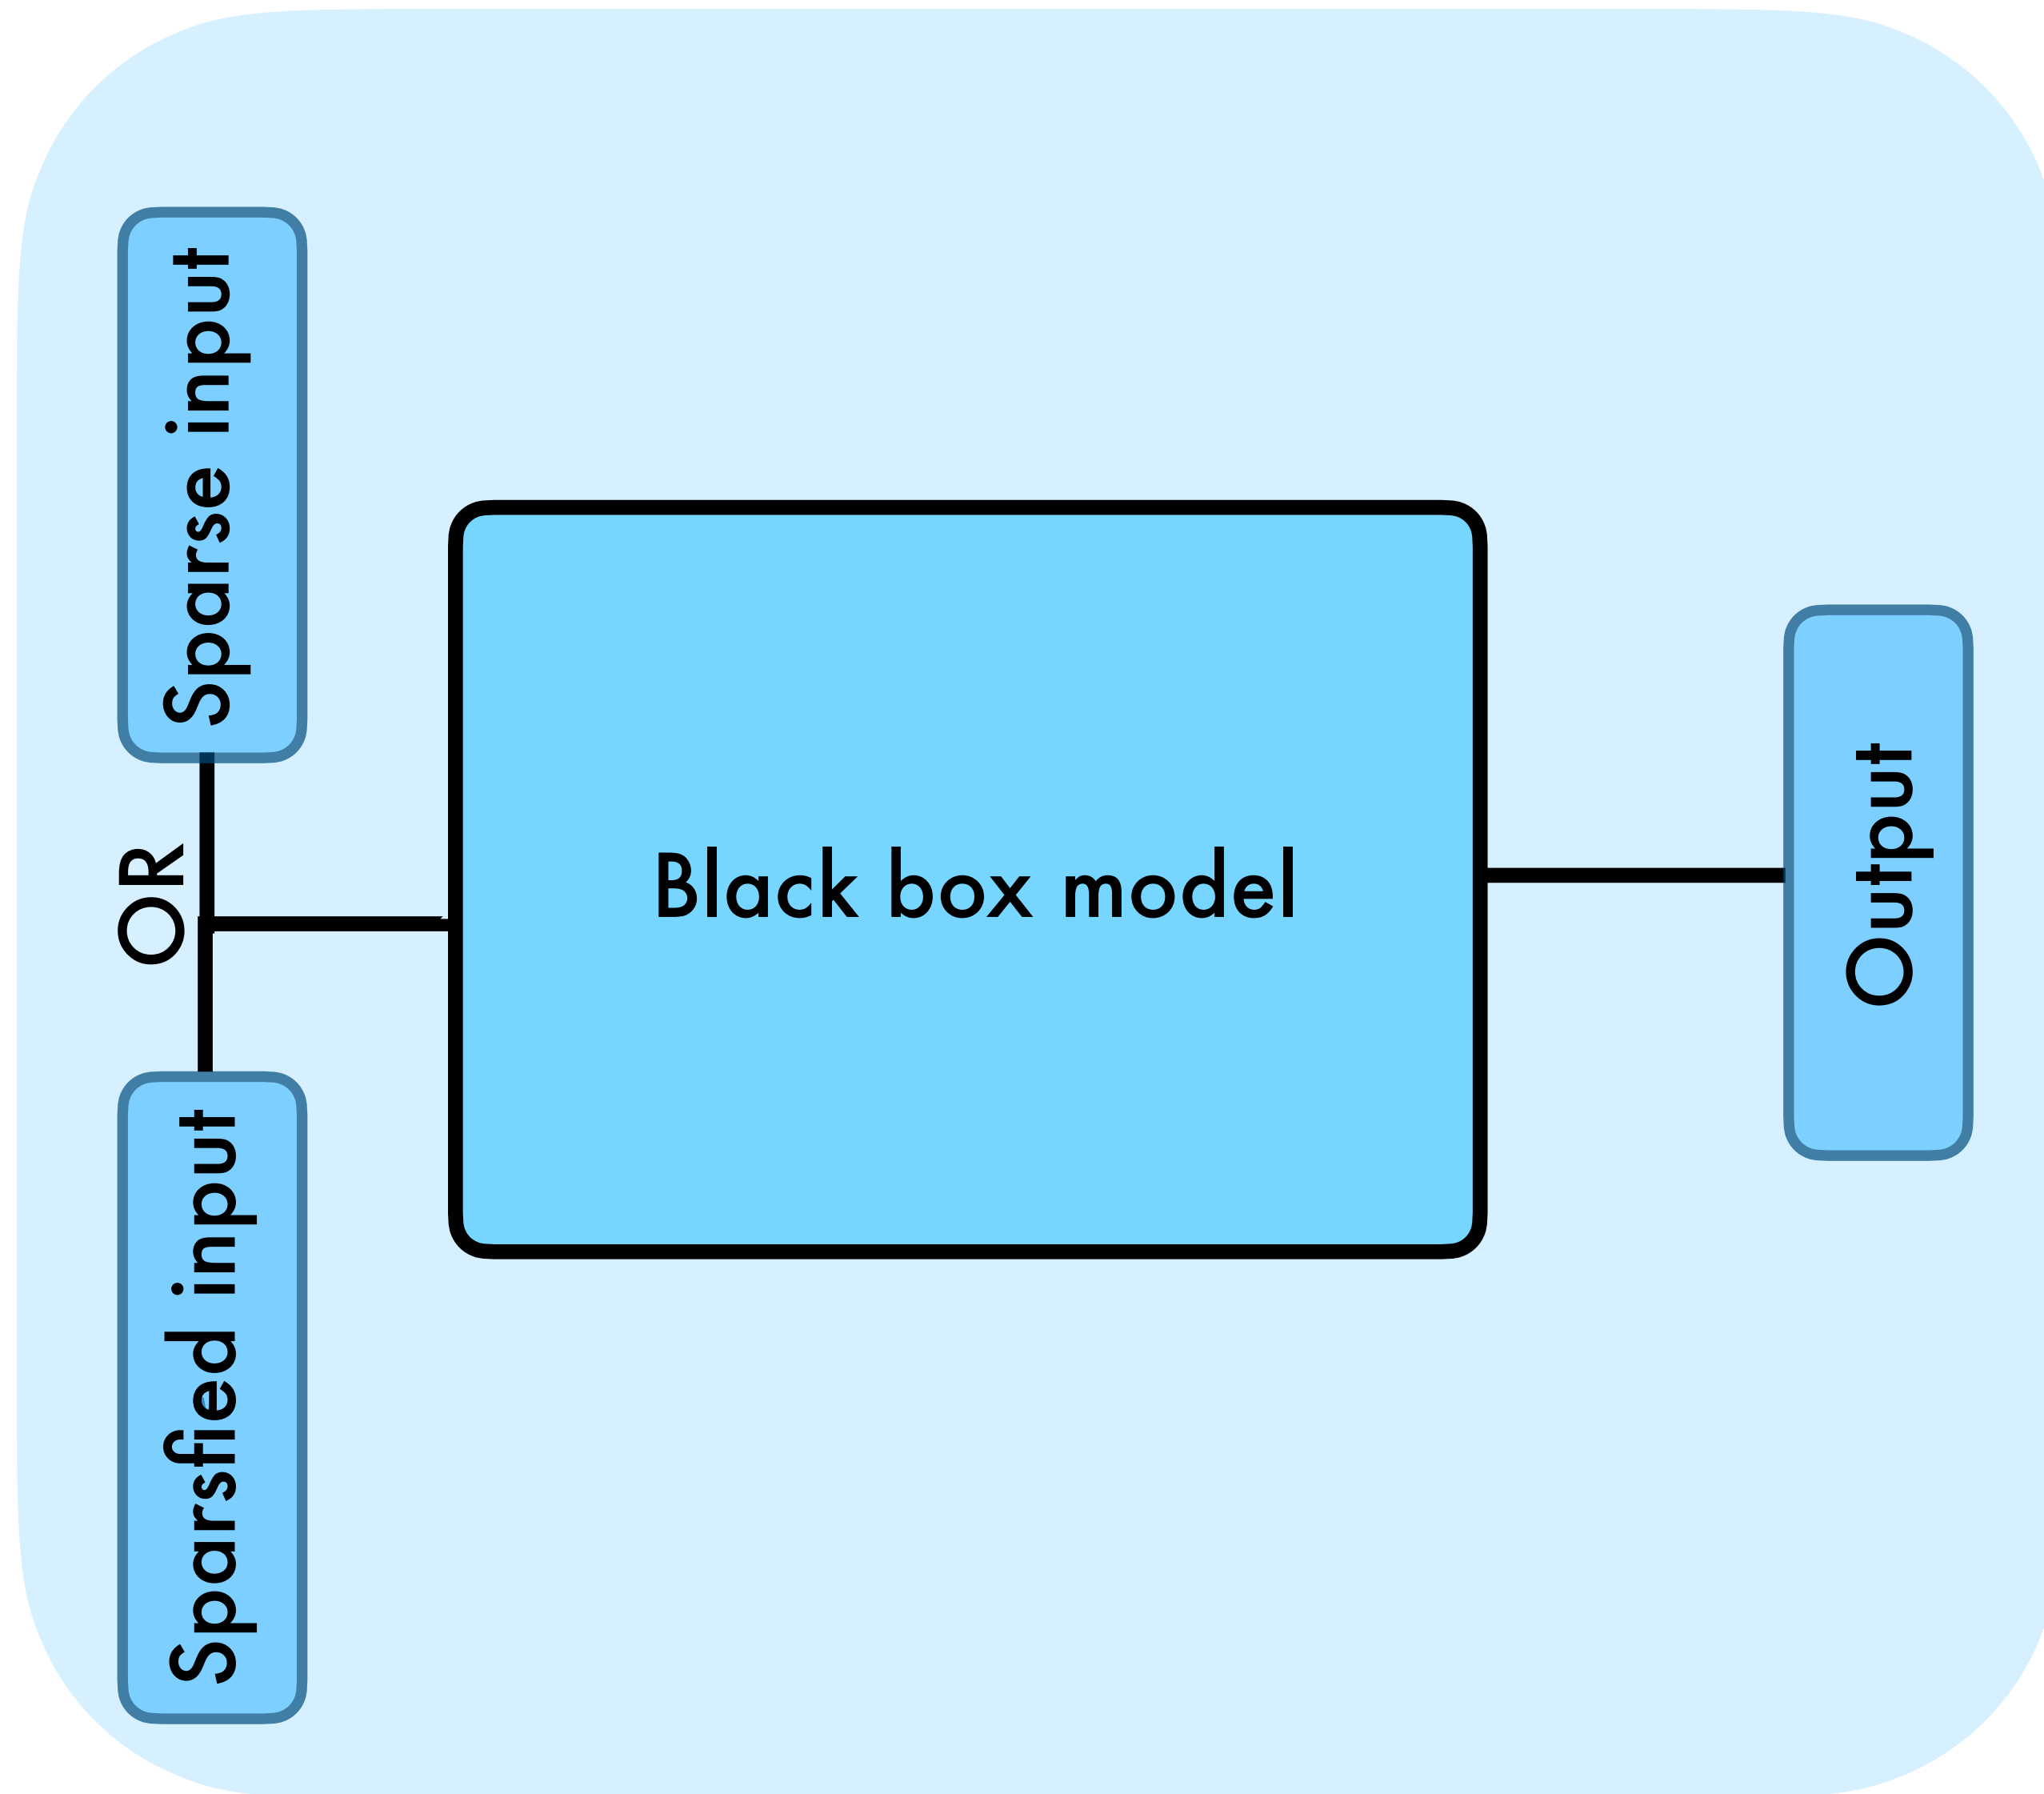 Sparse input
OR
Sparsfied input
Black box model
Output